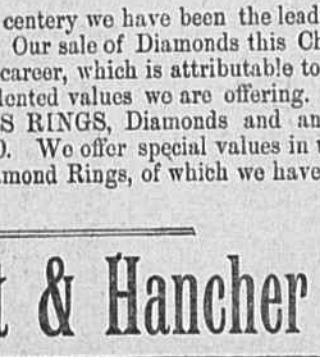 centery we have been the lead
Our sale of Diamonds this Ch
career, which is attributable to
lented values we are offering.
S RINGS, Diamonds and an
. We offer special values in
mond Rings, of which we have
& Hancher